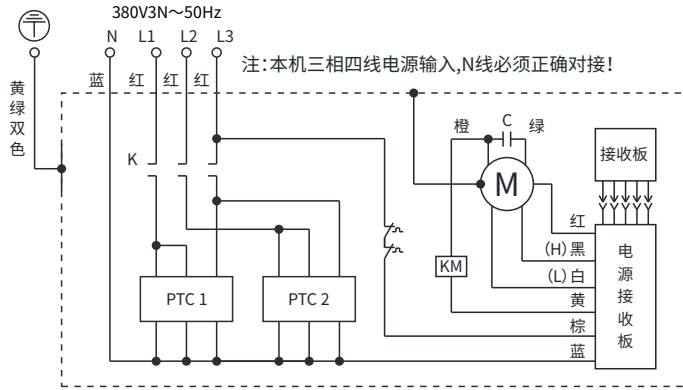 380V3N～50Hz
N L1 L2 L3
注：本机三相四线电源输入,N线必须正确对接！
黄绿双色
蓝 红 红 红
橙 C 绿
接收板
K
M
红
(H)黑
KM
(L)白
电源接收板
PTC 1 PTC 2
黄
棕
蓝